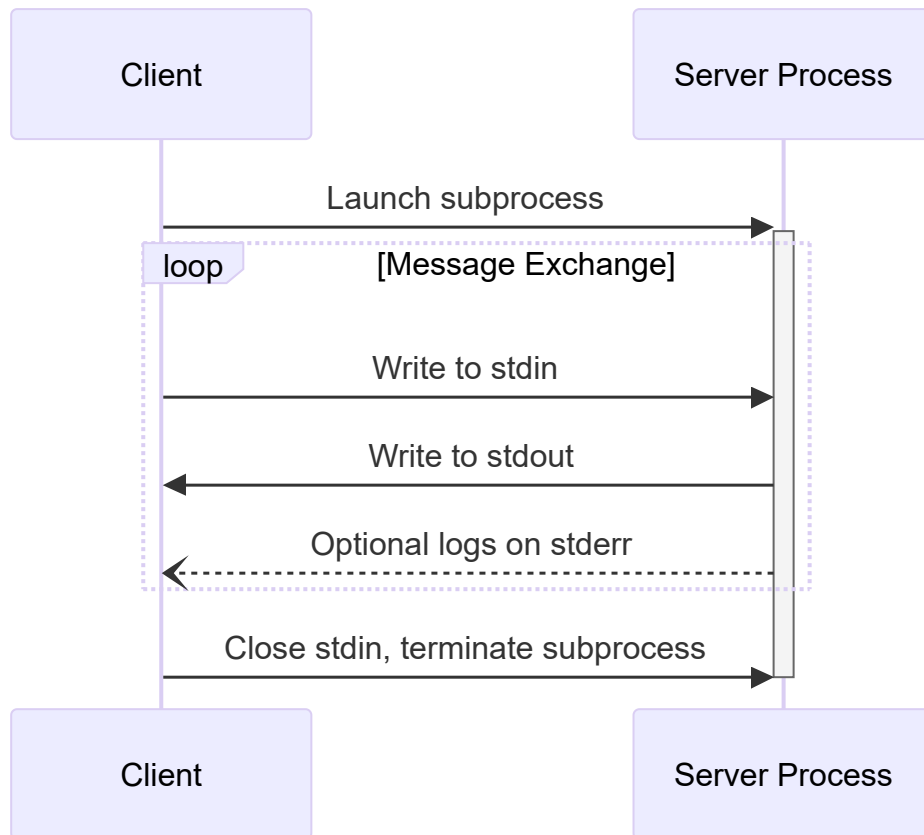 Client
Server Process
Launch subprocess
loop
[Message Exchange]
Write to stdin
Write to stdout
Optional logs on stderr
Close stdin, terminate subprocess
Client
Server Process